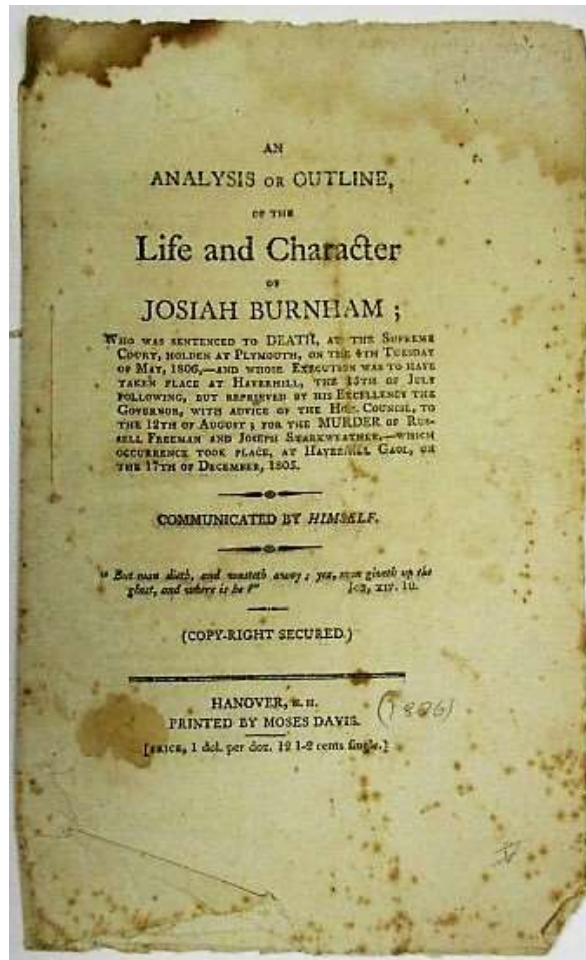 AN
ANALYSIS OR OUTLINE,
OF THE
Life and Character
OF
JOSIAH BURNHAM;
WHO WAS SENTENCED TO DEATH, AT THE SUPREME
COURT, HOLDEN AT PLYMOUTH, ON THE 4TH TUESDAY
OF MAY, 1806,—AND WHOSE EXECUTION WAS TO HAVE
TAKEN PLACE AT HAVERHILL, THE 15TH OF JULY
FOLLOWING, BUT REPRIEVED BY HIS EXCELLENCY THE
GOVERNOR, WITH ADVICE OF THE HON. COUNCIL, TO
THE 12TH OF AUGUST; FOR THE MURDER OF RUS-
SELL FREEMAN AND JOSEPH STARKWEATHER,—WHICH
OCCURRENCE TOOK PLACE, AT HAVERHILL GAOL, ON
THE 17TH OF DECEMBER, 1805.
COMMUNICATED BY HIMSELF.
"But man dieth, and wasteth away; yea, man giveth up the
ghost, and where is he?" JOB, XIV. 10.
(COPY-RIGHT SECURED.)
HANOVER, N. H.
PRINTED BY MOSES DAVIS.
[PRICE, 1 dol. per doz. 12 1-2 cents single.]